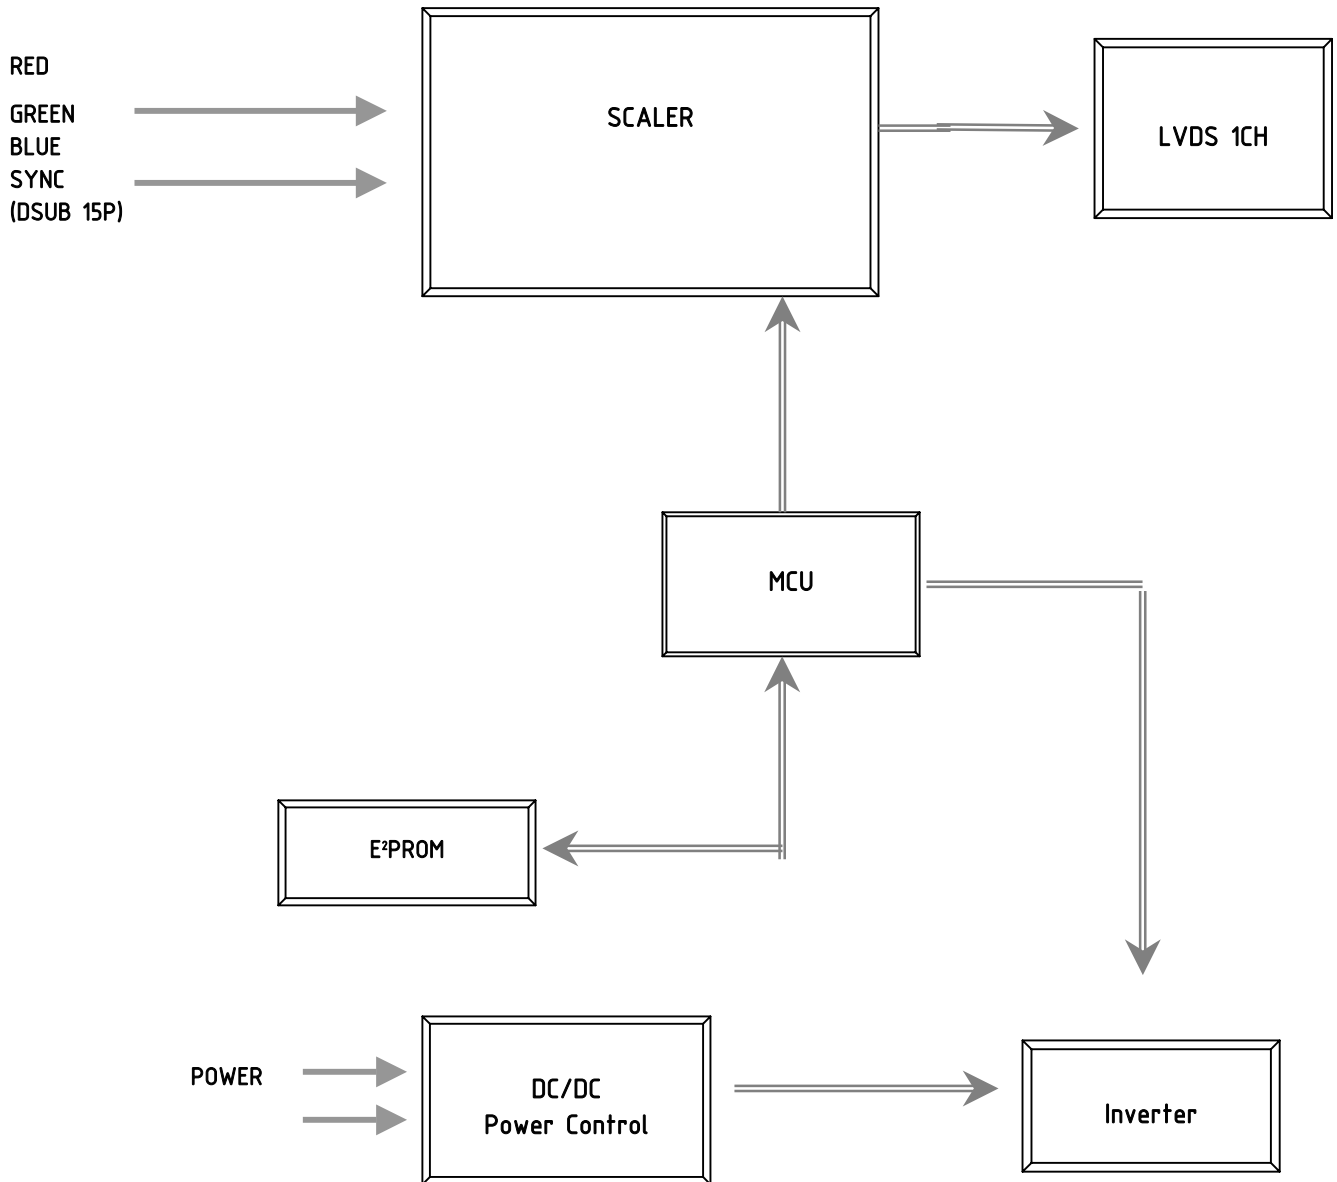 RED
GREEN
BLUE
SYNC
(DSUB 15P)
SCALER
LVDS 1CH
MCU
E²PROM
POWER
DC/DC
Power Control
Inverter